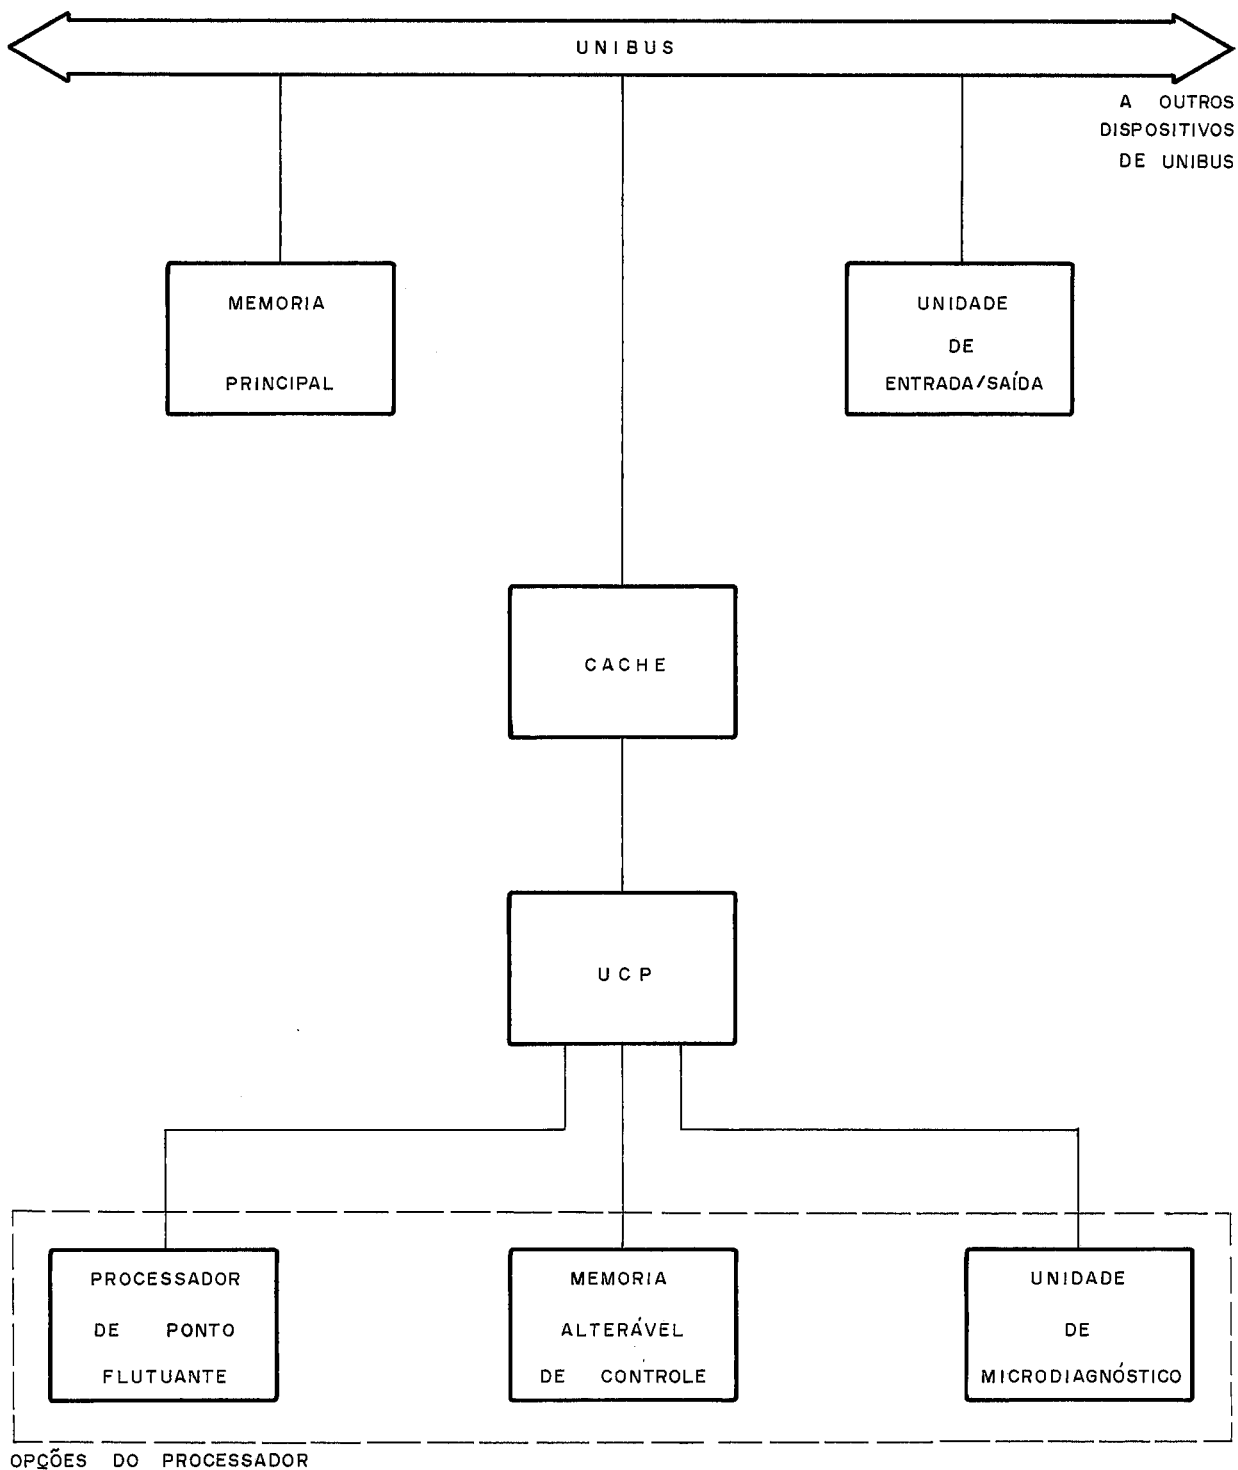 UNIBUS
A OUTROS
DISPOSITIVOS
DE UNIBUS
MEMORIA
PRINCIPAL
UNIDADE
DE
ENTRADA/SAÍDA
CACHE
UCP
PROCESSADOR
DE PONTO
FLUTUANTE
MEMORIA
ALTERÁVEL
DE CONTRÔLE
UNIDADE
DE
MICRODIAGNÓSTICO
OPÇÕES DO PROCESSADOR